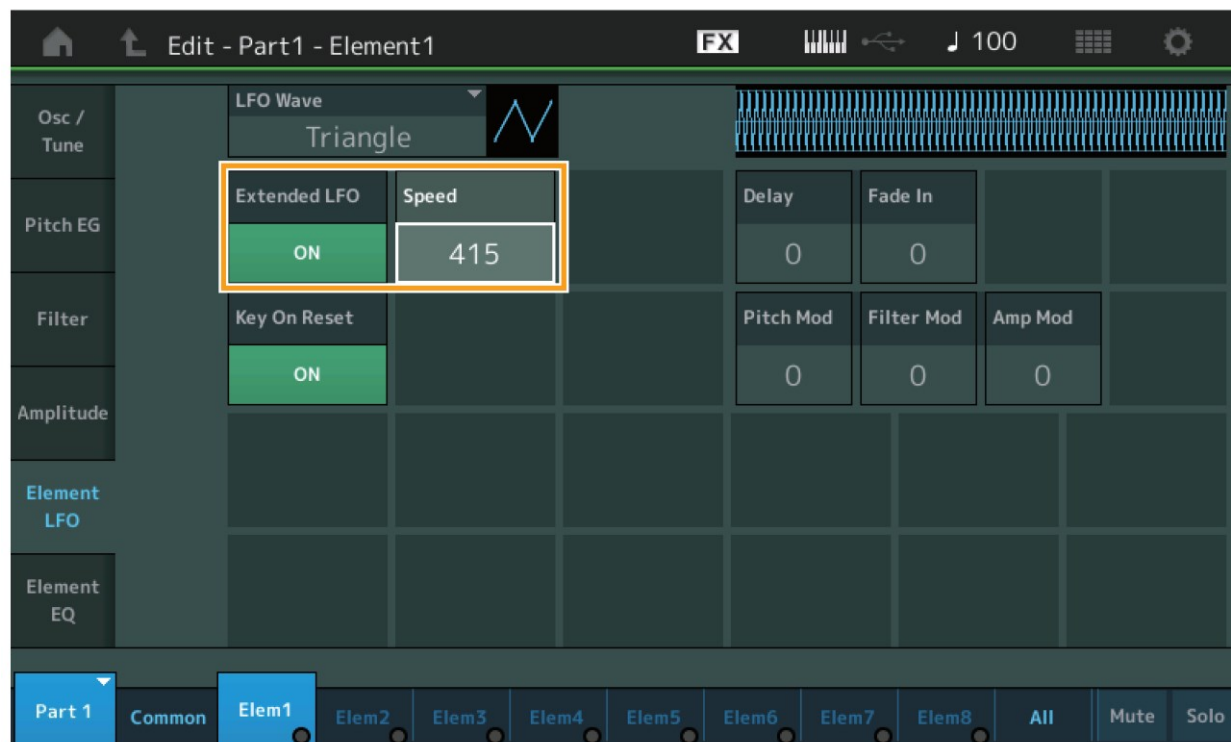 Edit - Part1 - Element1
FX
♩ 100
Osc /
Tune
Pitch EG
Filter
Amplitude
Element
LFO
Element
EQ
LFO Wave
Triangle
Extended LFO
Speed
ON
415
Key On Reset
ON
Delay
Fade In
0
0
Pitch Mod
Filter Mod
Amp Mod
0
0
0
Part 1
Common
Elem1
Elem2
Elem3
Elem4
Elem5
Elem6
Elem7
Elem8
All
Mute
Solo